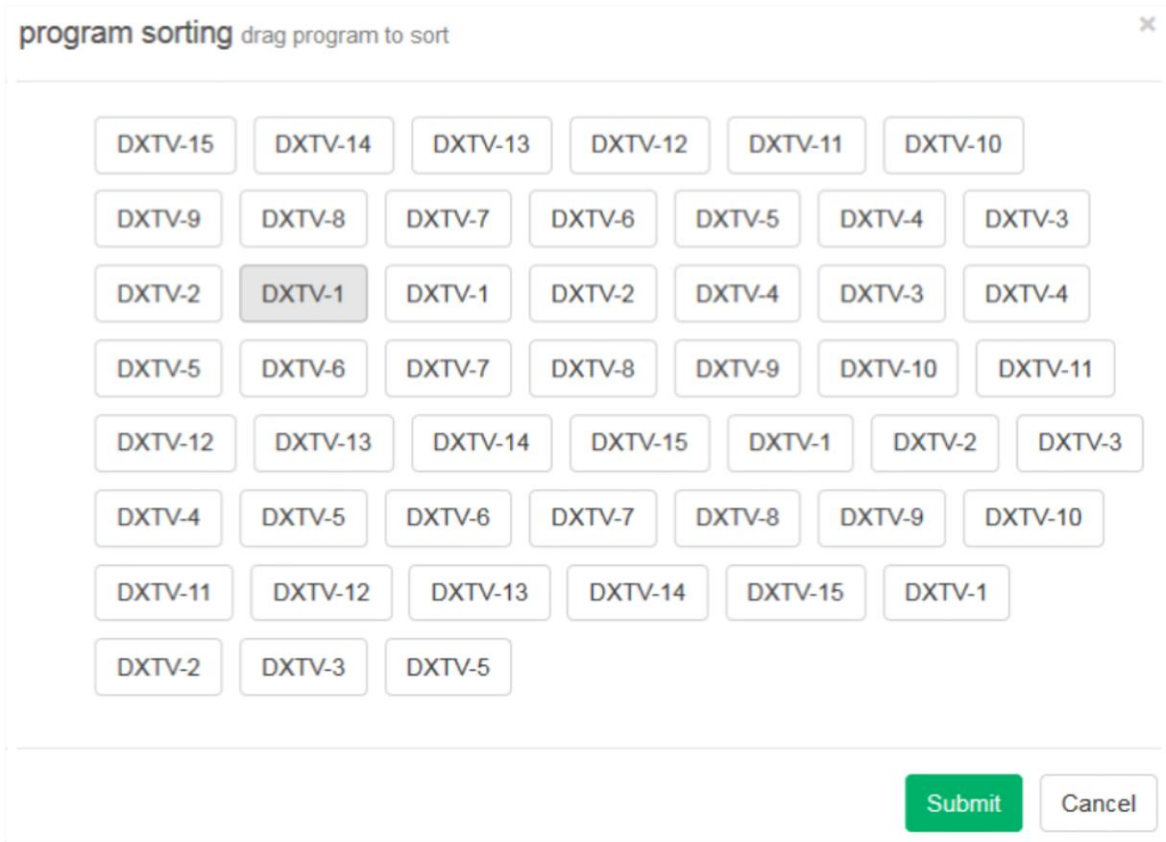 program sorting drag program to sort ×
DXTV-15 DXTV-14 DXTV-13 DXTV-12 DXTV-11 DXTV-10
DXTV-9 DXTV-8 DXTV-7 DXTV-6 DXTV-5 DXTV-4 DXTV-3
DXTV-2 DXTV-1 DXTV-1 DXTV-2 DXTV-4 DXTV-3 DXTV-4
DXTV-5 DXTV-6 DXTV-7 DXTV-8 DXTV-9 DXTV-10 DXTV-11
DXTV-12 DXTV-13 DXTV-14 DXTV-15 DXTV-1 DXTV-2 DXTV-3
DXTV-4 DXTV-5 DXTV-6 DXTV-7 DXTV-8 DXTV-9 DXTV-10
DXTV-11 DXTV-12 DXTV-13 DXTV-14 DXTV-15 DXTV-1
DXTV-2 DXTV-3 DXTV-5
Submit Cancel